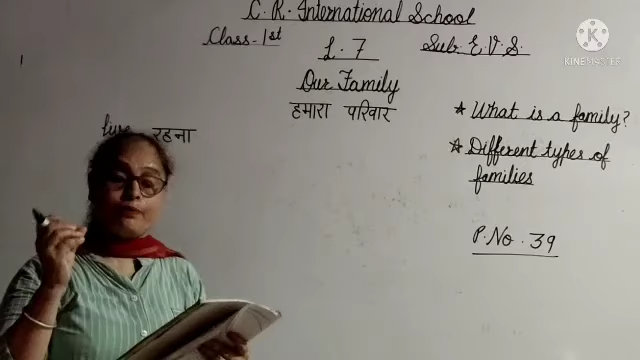 C. R. International School
Class-1st
L. 7
Sub. E. V. S.
Our Family
हमारा परिवार
live रहना
* What is a family?
* Different types of
families
P. No. 39
KINEMASTER